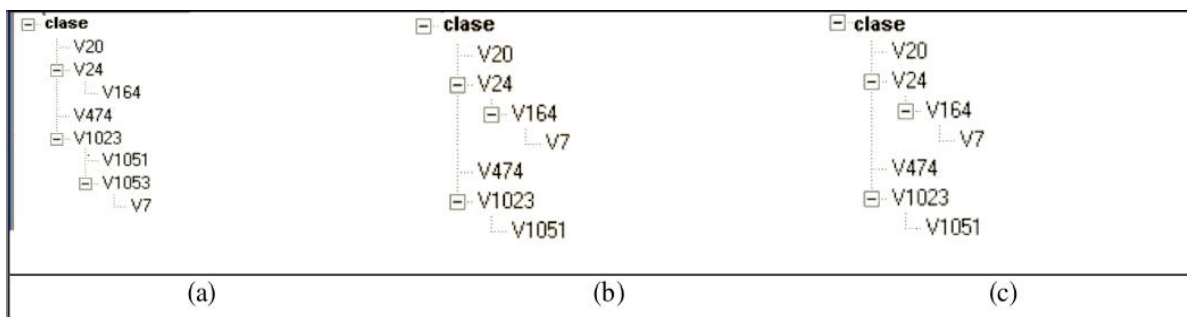 clase
V20
V24
V164
V474
V1023
V1051
V1053
V7
(a)
clase
V20
V24
V164
V7
V474
V1023
V1051
(b)
clase
V20
V24
V164
V7
V474
V1023
V1051
(c)